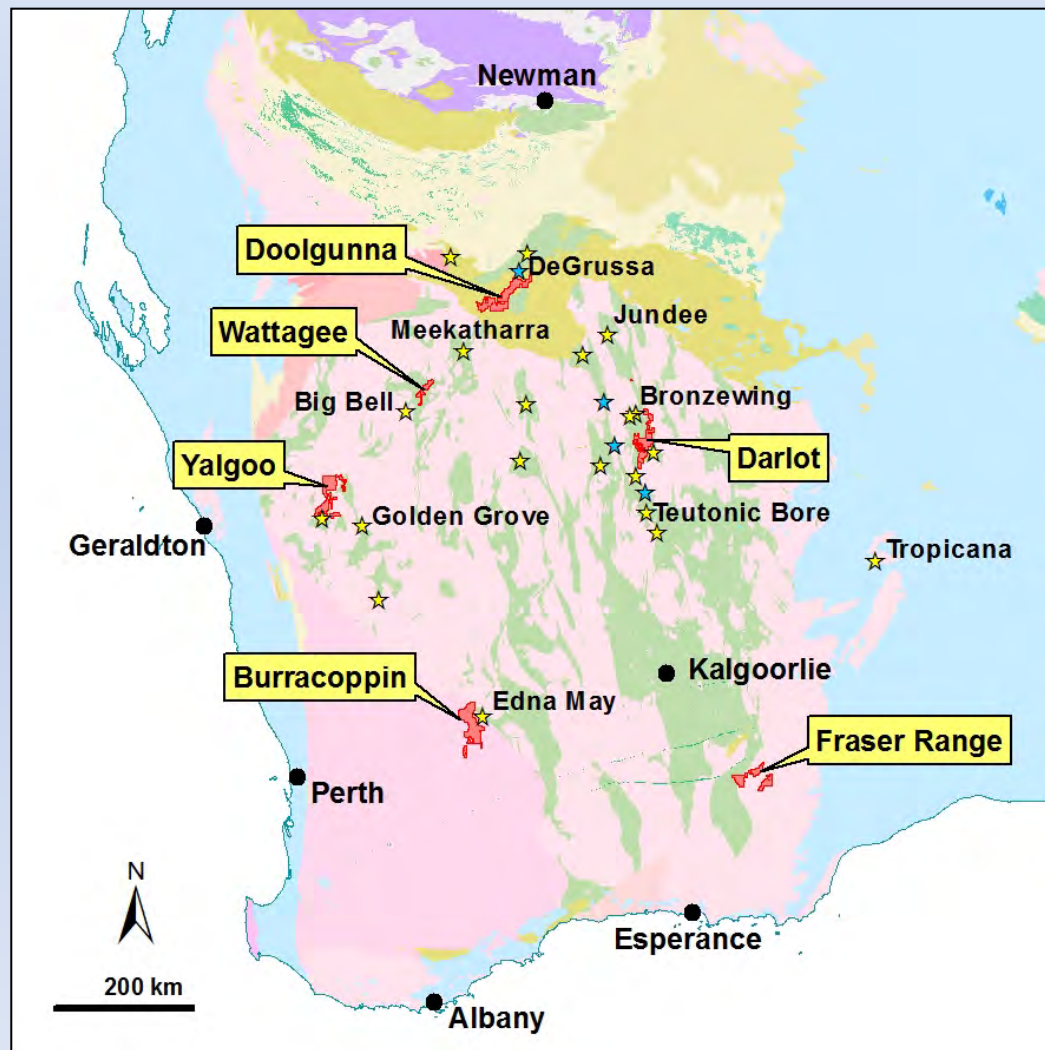 Newman
Doolgunna
DeGrussa
Wattagee
Meekatharra
Jundee
Big Bell
Bronzewing
Yalgoo
Darlot
Golden Grove
Teutonic Bore
Geraldton
Tropicana
Burracoppin
Kalgoorlie
Edna May
Fraser Range
Perth
N
Esperance
200 km
Albany